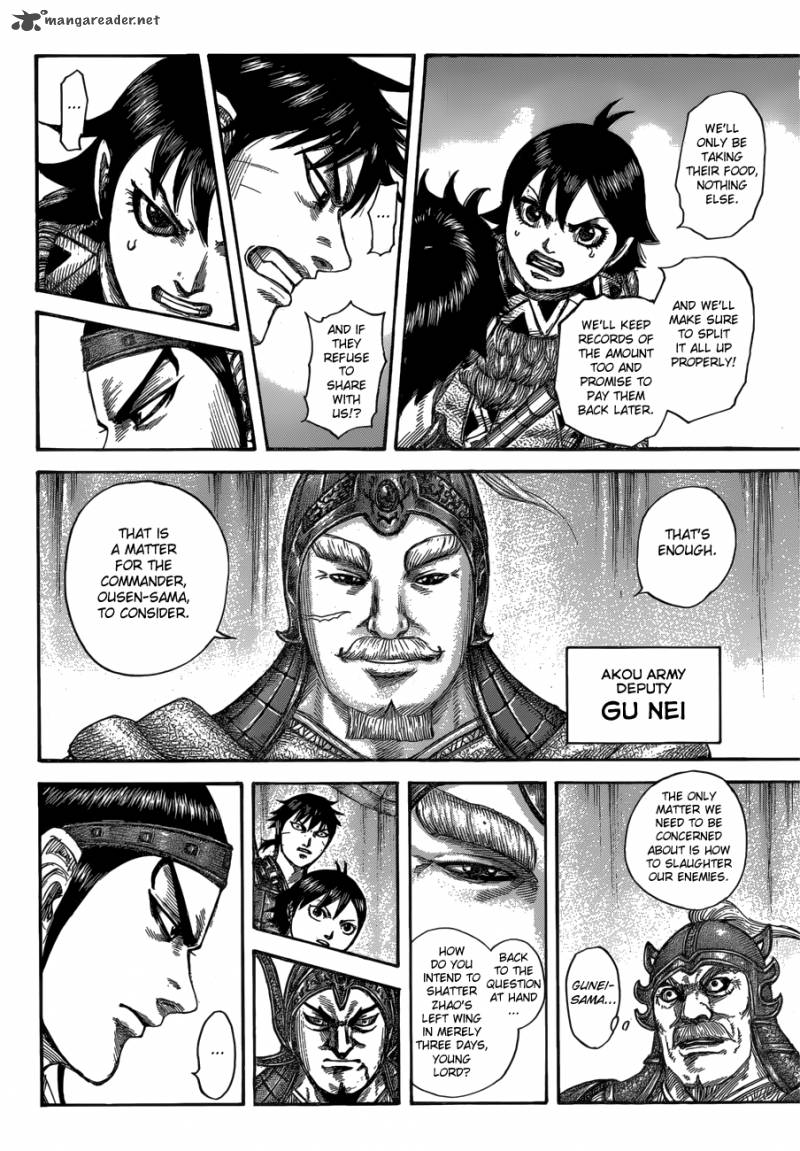 mangareader.net
WE'LL
ONLY BE
TAKING
THEIR FOOD,
NOTHING
ELSE.
AND WE'LL
MAKE SURE
TO SPLIT
IT ALL UP
PROPERLY!
WE'LL KEEP
RECORDS
OF THE
AMOUNT
TOO AND
PROMISE TO
PAY THEM
BACK LATER.
...
AND IF
THEY
REFUSE
TO SHARE
WITH
US!?
...
THAT'S
ENOUGH.
THAT IS
A MATTER
FOR THE
COMMANDER,
OUSEN-SAMA,
TO CONSIDER.
AKOU ARMY
DEPUTY
GU NEI
THE ONLY
MATTER WE
NEED TO BE
CONCERNED
ABOUT IS HOW
TO SLAUGHTER
OUR ENEMIES.
GUNEI-
SAMA...
BACK
TO THE
QUESTION
AT HAND
...
HOW
DO YOU
INTEND TO
SHATTER
ZHAO'S
LEFT WING
IN MERELY
THREE DAYS,
YOUNG
LORD?
...